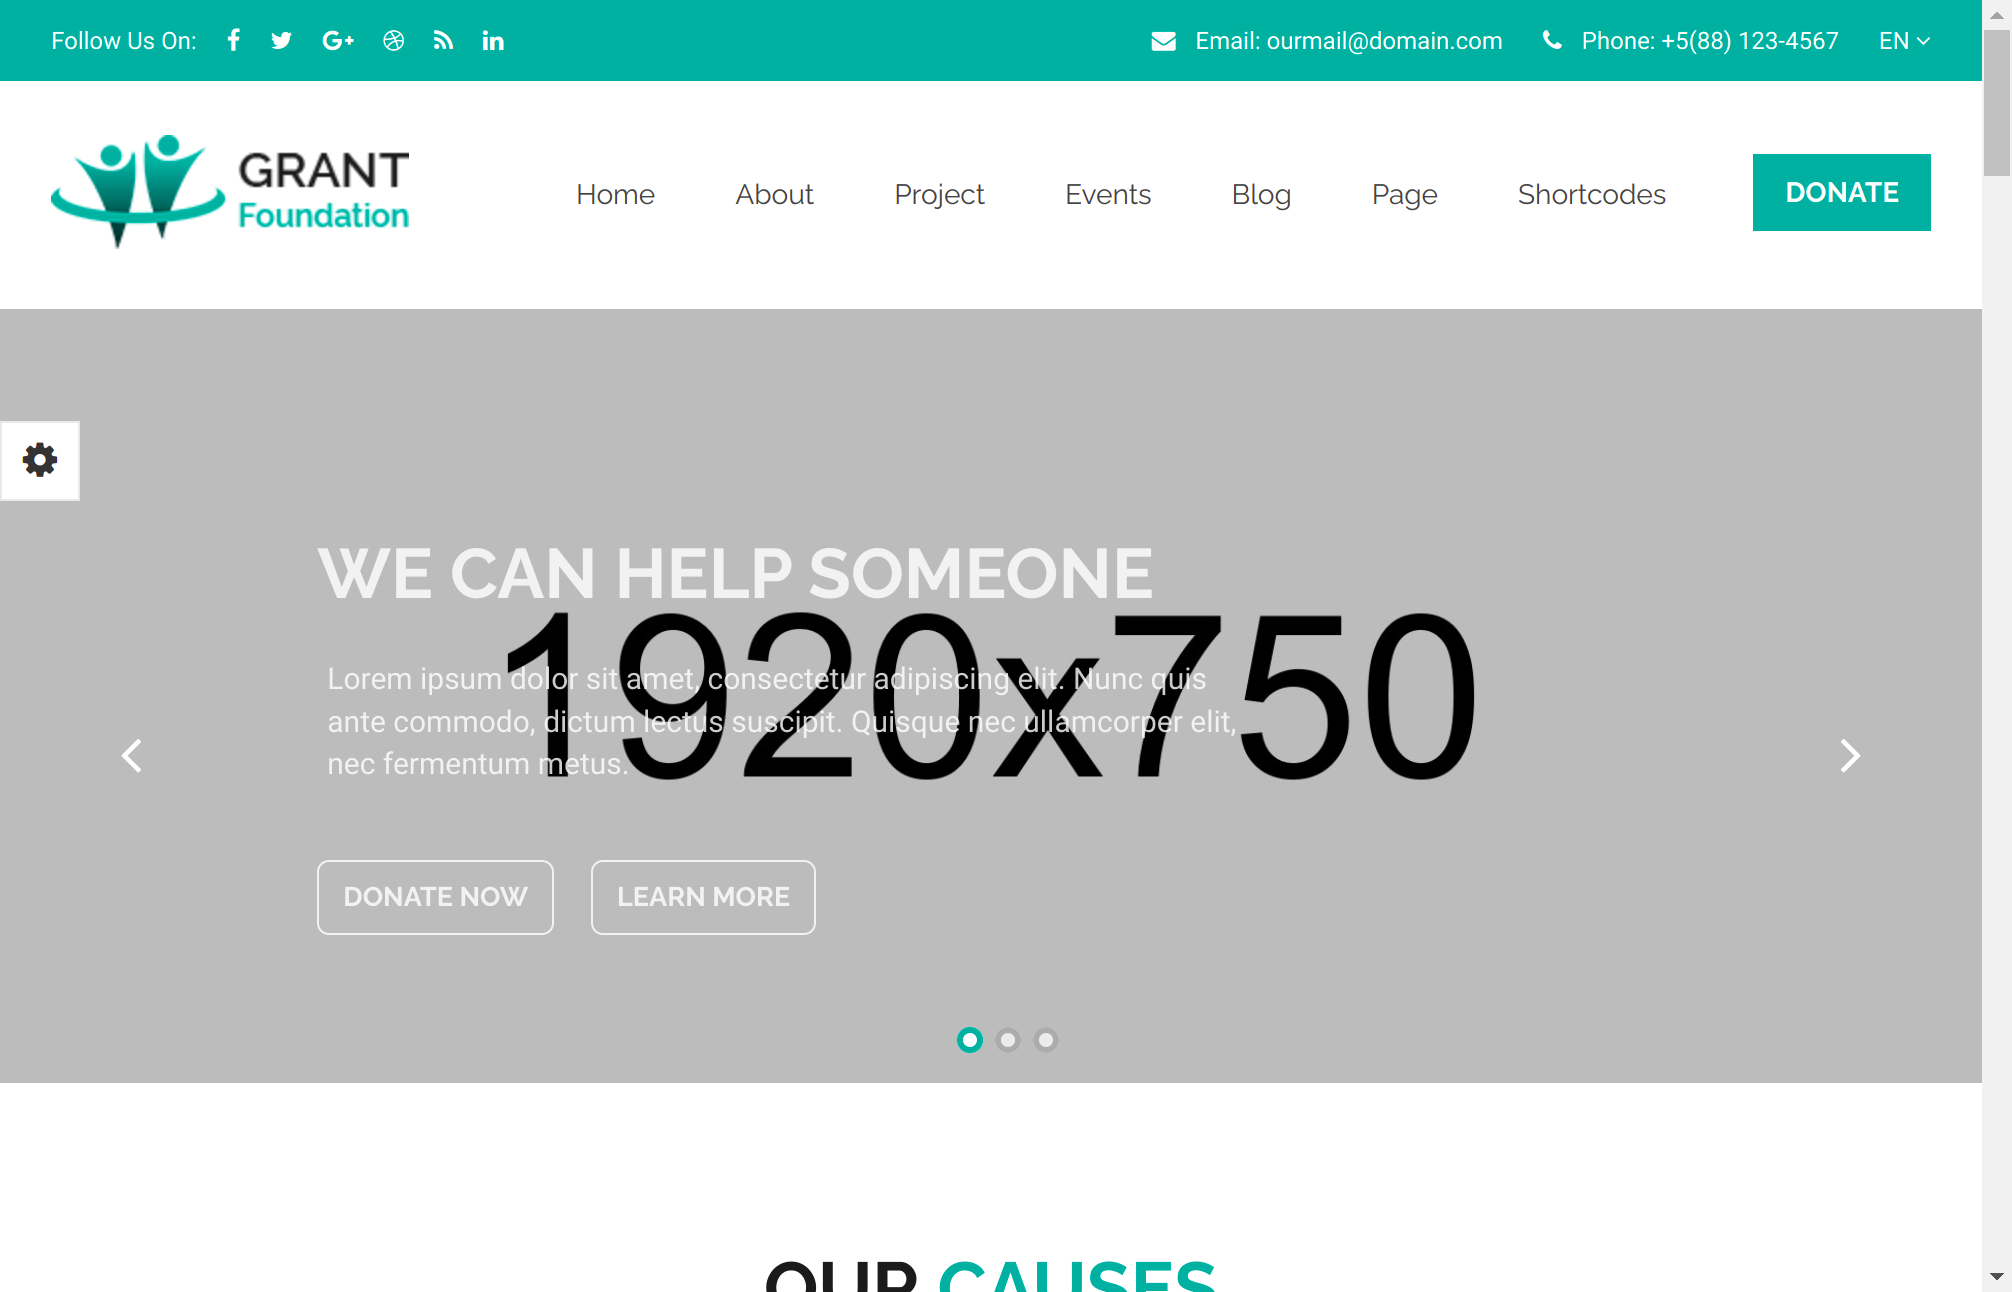 Follow Us On:
Email: ourmail@domain.com
Phone: +5(88) 123-4567
EN
GRANT
Foundation
Home
About
Project
Events
Blog
Page
Shortcodes
DONATE
WE CAN HELP SOMEONE
1920x750
Lorem ipsum dolor sit amet, consectetur adipiscing elit. Nunc quis
ante commodo, dictum lectus suscipit. Quisque nec ullamcorper elit,
nec fermentum metus.
DONATE NOW
LEARN MORE
OUR CAUSES